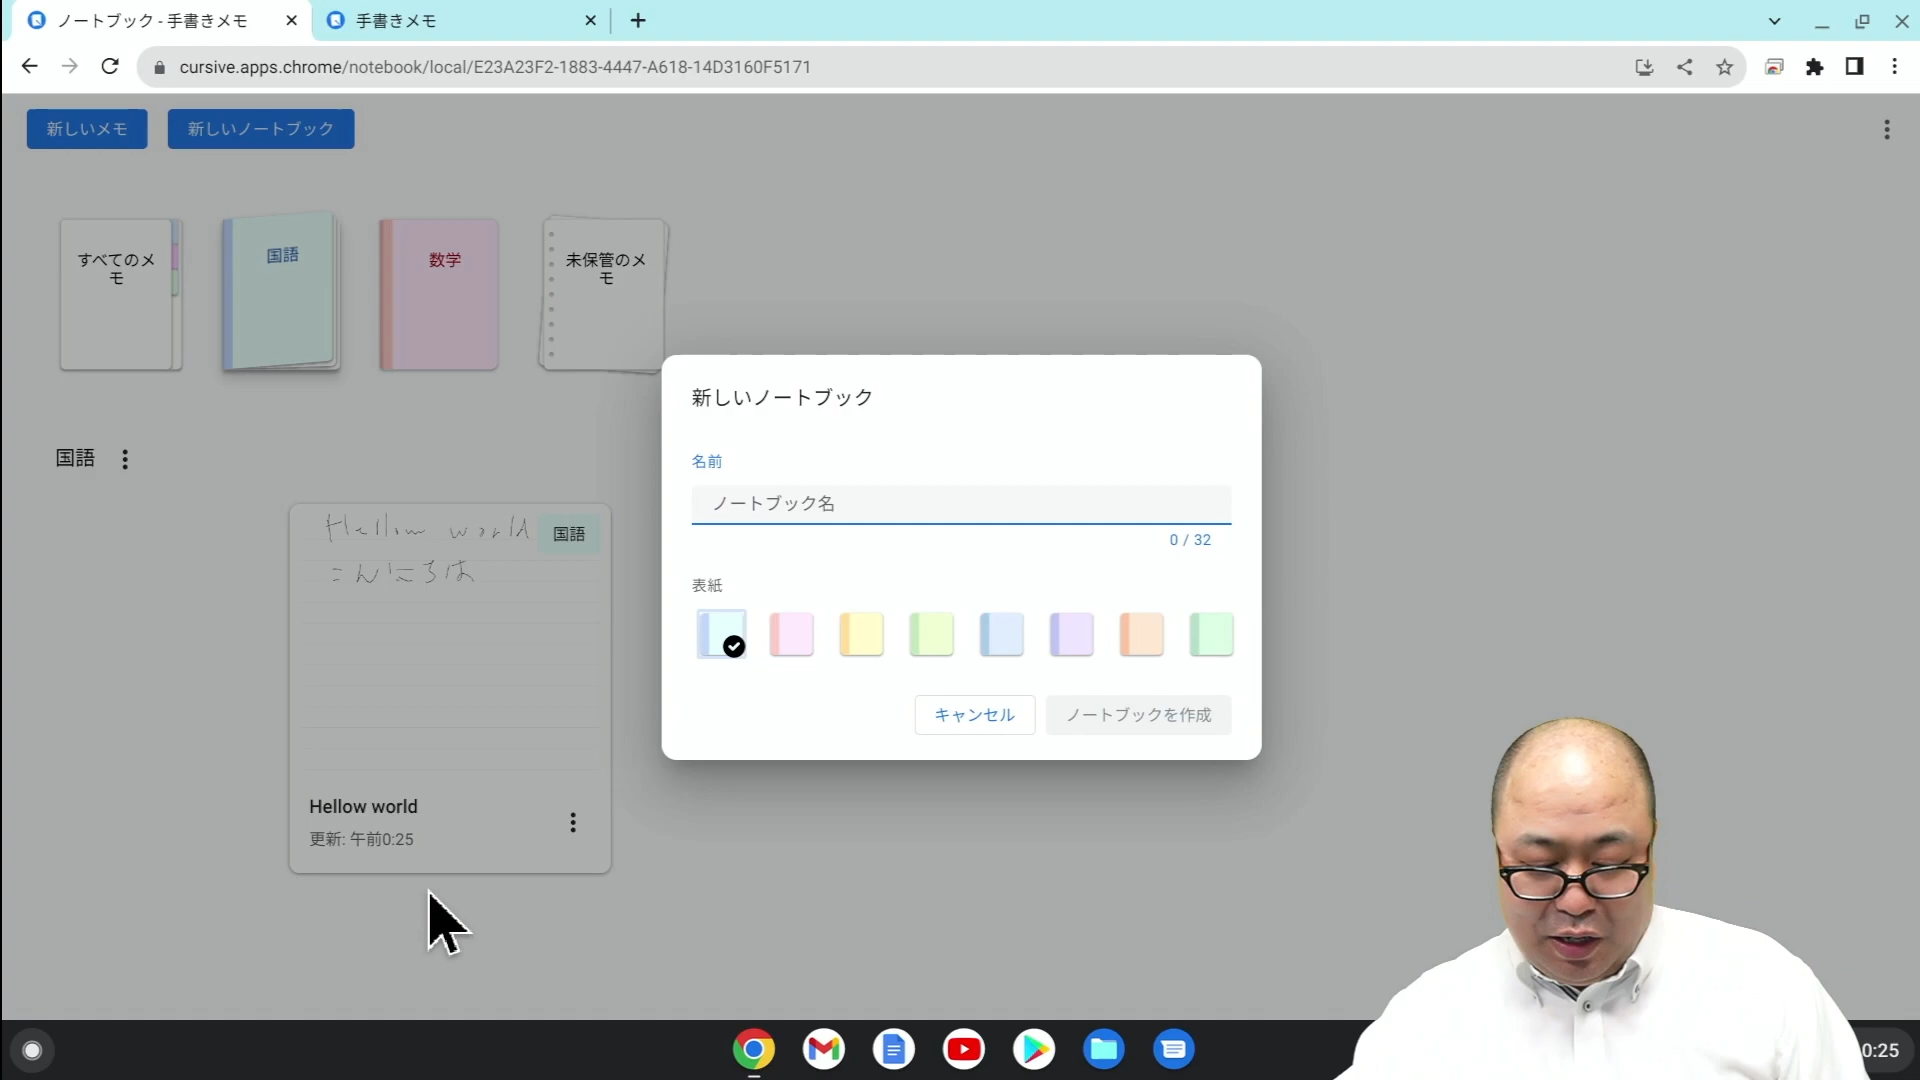 ノートブック - 手書きメモ
手書きメモ
cursive.apps.chrome/notebook/local/E23A23F2-1883-4447-A618-14D3160F5171
新しいメモ
新しいノートブック
すべてのメ
モ
国語
数学
未保管のメ
モ
国語
Hellow world
国語
こんにちは
Hellow world
更新: 午前0:25
新しいノートブック
名前
ノートブック名
0 / 32
表紙
キャンセル
ノートブックを作成
0:25